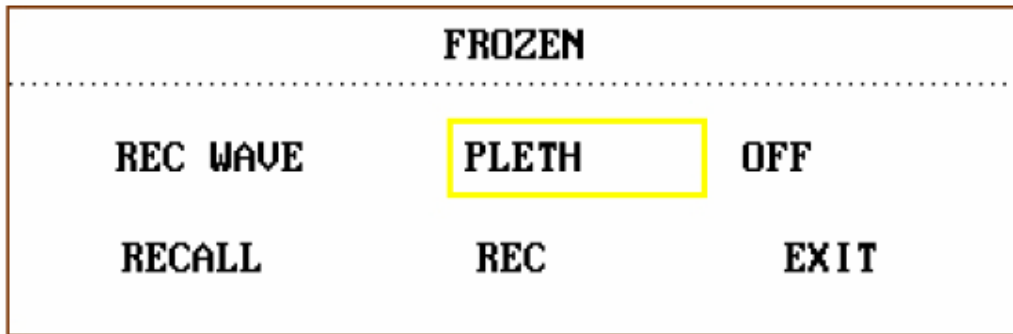 FROZEN
REC WAVE PLETH OFF
RECALL REC EXIT